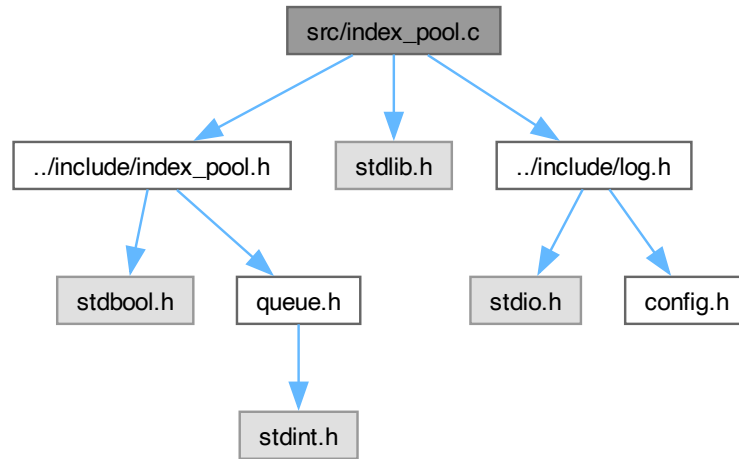 src/index_pool.c
../include/index_pool.h
stdlib.h
../include/log.h
stdbool.h
queue.h
stdio.h
config.h
stdint.h